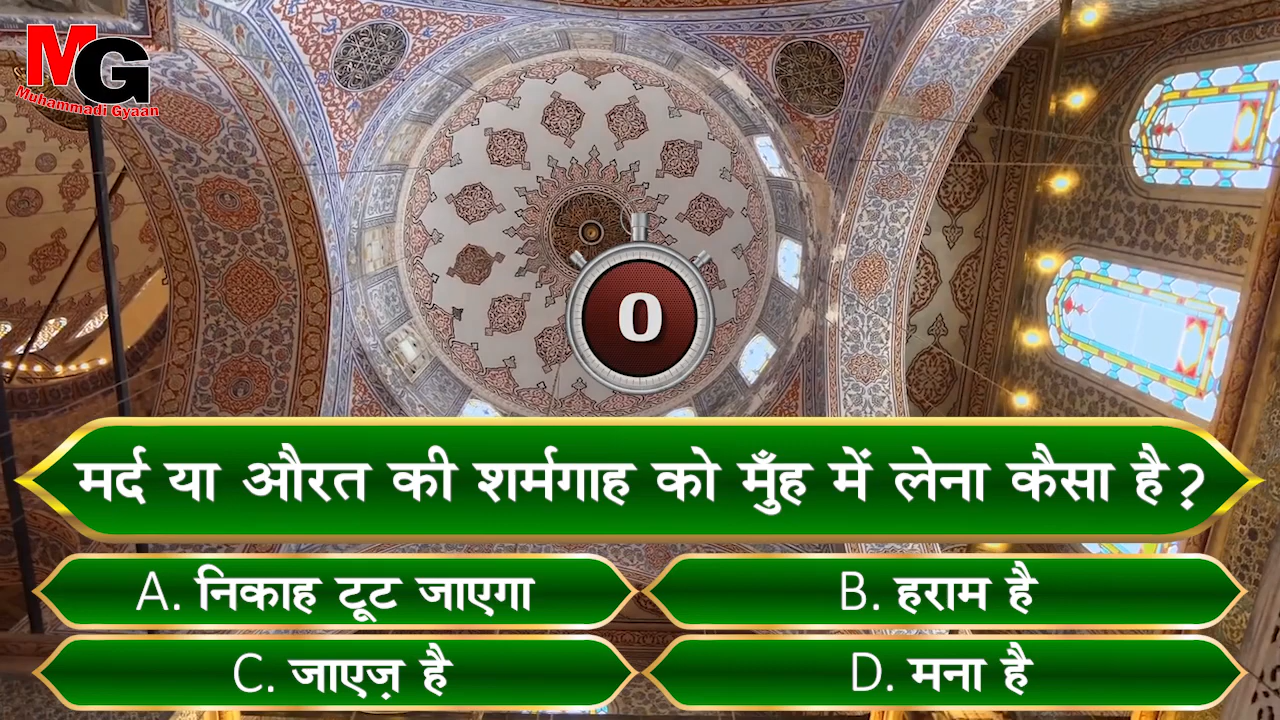 MG
Muhammadi Gyaan
0
मर्द या औरत की शर्मगाह को मुँह में लेना कैसा है?
A. निकाह टूट जाएगा
B. हराम है
C. जाएज़ है
D. मना है